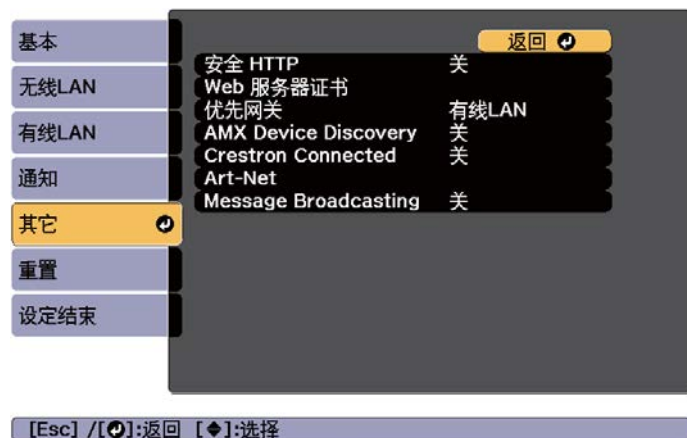 基本
无线LAN
有线LAN
通知
其它
重置
设定结束
返回
安全 HTTP 关
Web 服务器证书
优先网关 有线LAN
AMX Device Discovery 关
Crestron Connected 关
Art-Net
Message Broadcasting 关
[Esc] /[⏎]:返回 [◆]:选择